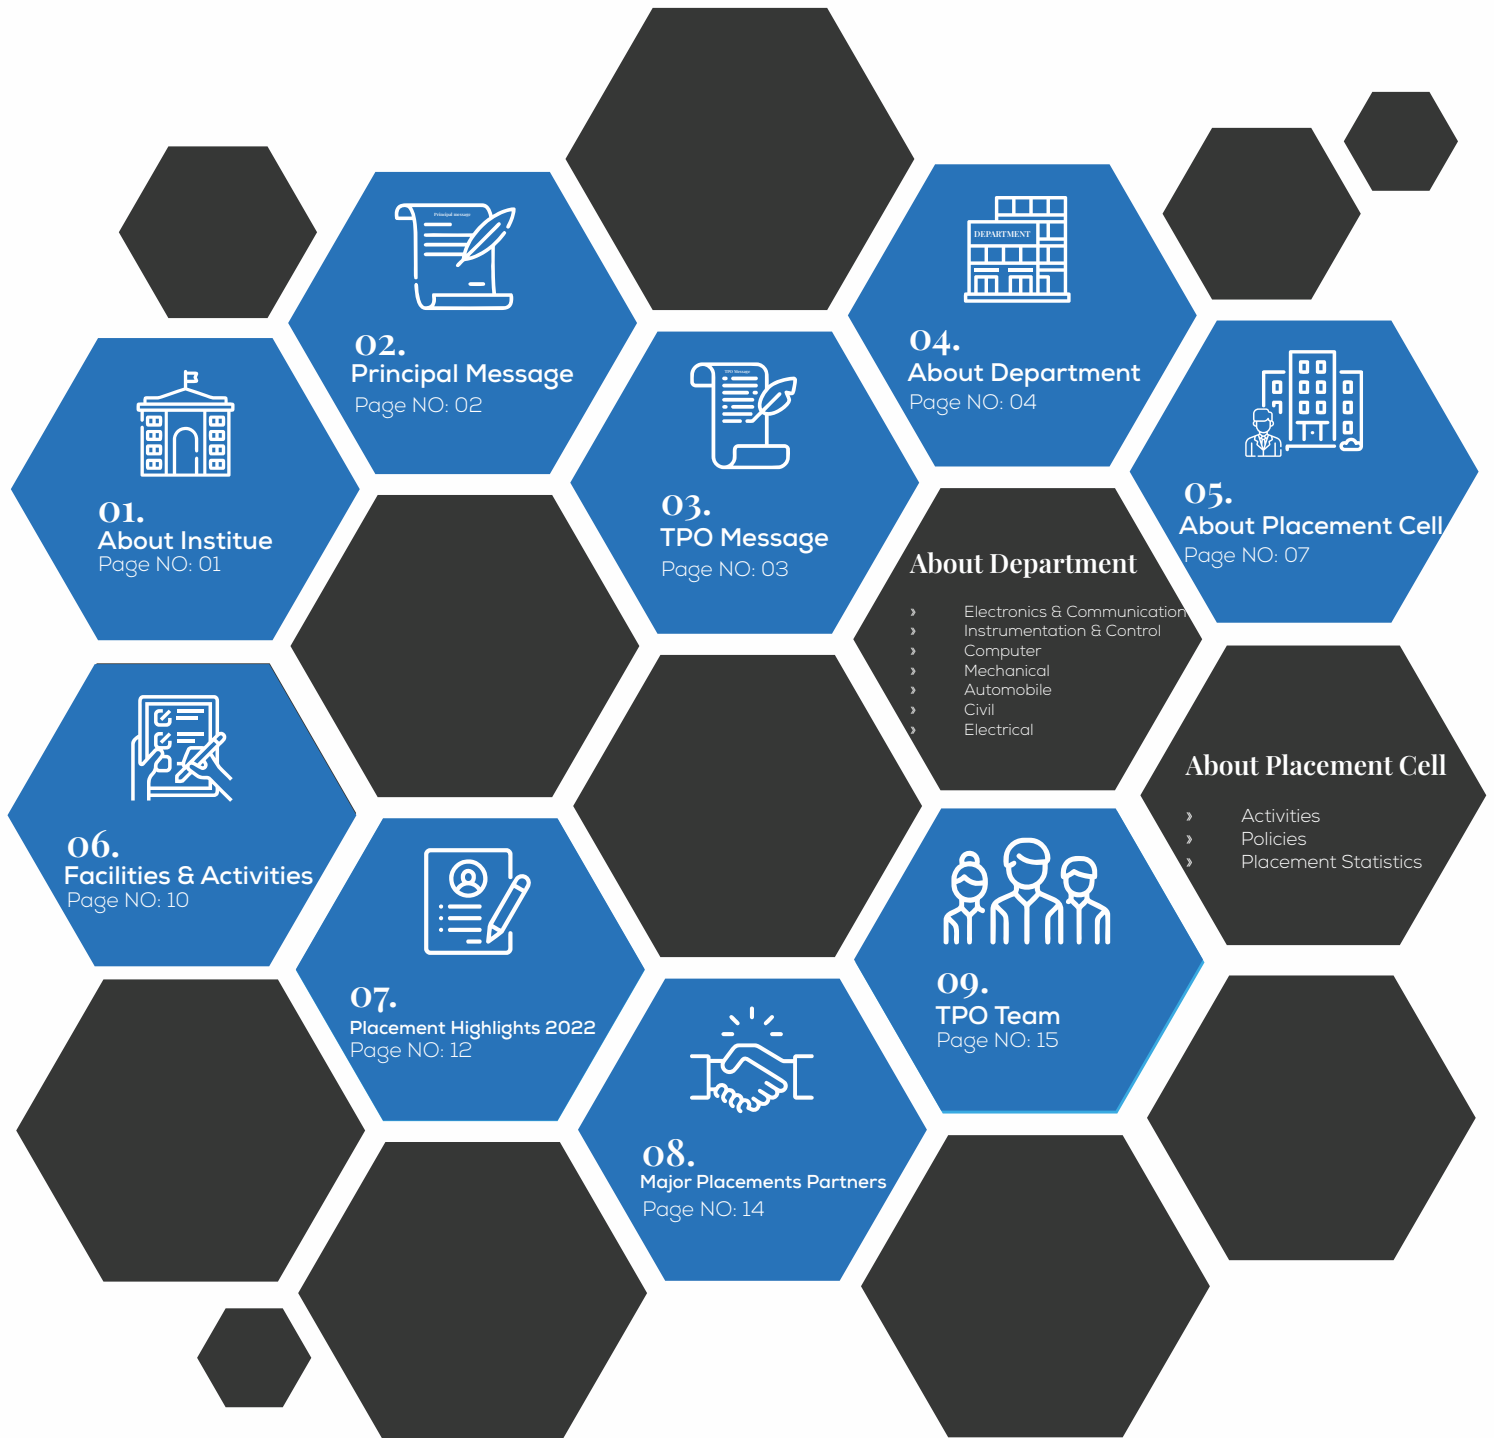 01.
About Institue
Page NO: 01
Principal message
02.
Principal Message
Page NO: 02
TPO Message
03.
TPO Message
Page NO: 03
DEPARTMENT
04.
About Department
Page NO: 04
05.
About Placement Cell
Page NO: 07
About Department
› Electronics & Communication
› Instrumentation & Control
› Computer
› Mechanical
› Automobile
› Civil
› Electrical
About Placement Cell
› Activities
› Policies
› Placement Statistics
06.
Facilities & Activities
Page NO: 10
07.
Placement Highlights 2022
Page NO: 12
08.
Major Placements Partners
Page NO: 14
09.
TPO Team
Page NO: 15